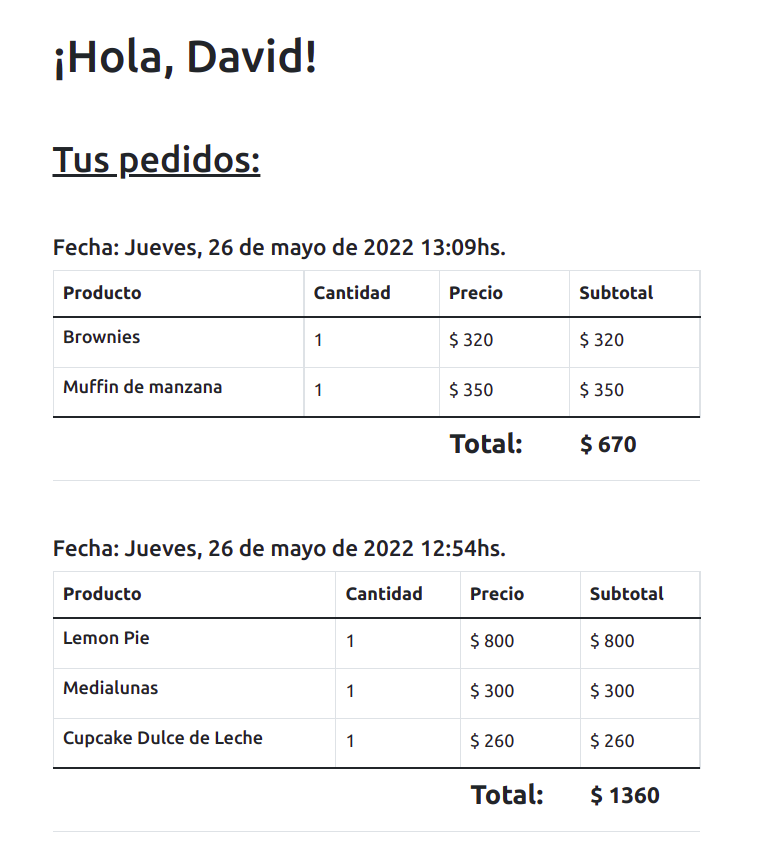 ¡Hola, David!
Tus pedidos:
Fecha: Jueves, 26 de mayo de 2022 13:09hs.
Producto Cantidad Precio Subtotal
Brownies 1 $ 320 $ 320
Muffin de manzana 1 $ 350 $ 350
Total: $ 670
Fecha: Jueves, 26 de mayo de 2022 12:54hs.
Producto Cantidad Precio Subtotal
Lemon Pie 1 $ 800 $ 800
Medialunas 1 $ 300 $ 300
Cupcake Dulce de Leche 1 $ 260 $ 260
Total: $ 1360